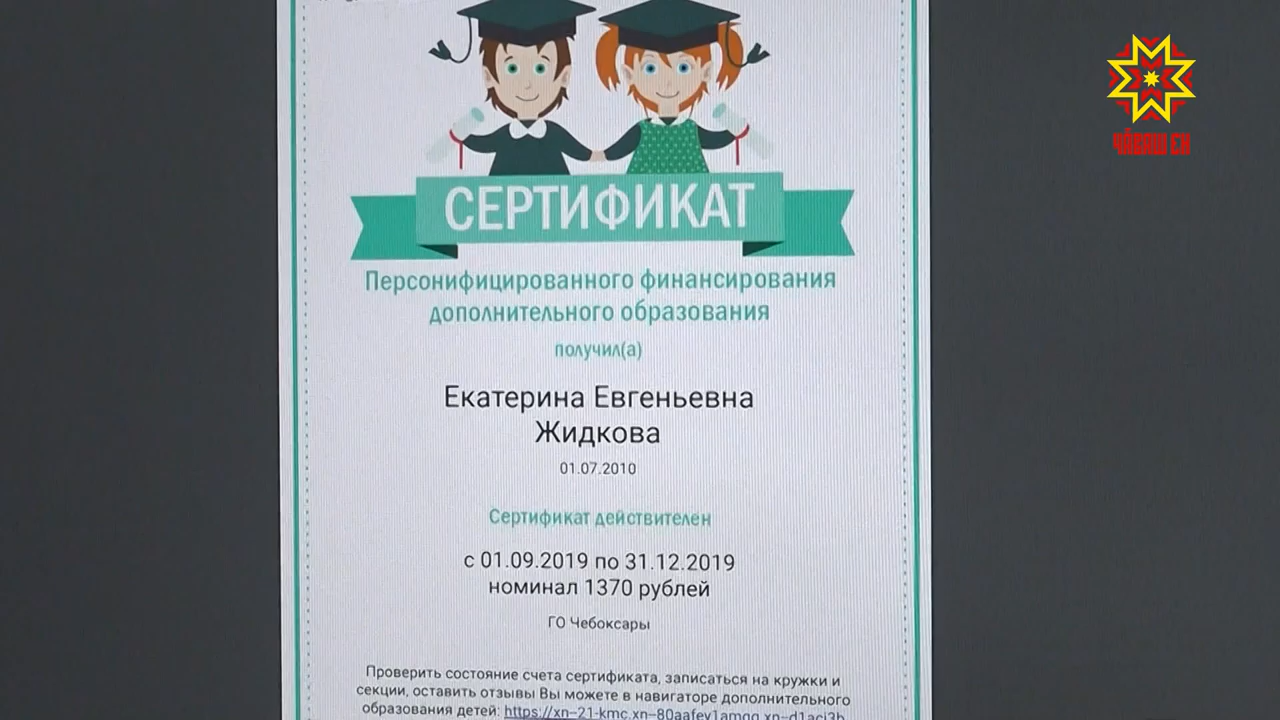 ЧӐВАШ ЕН
СЕРТИФИКАТ
Персонифицированного финансирования
дополнительного образования
получил(а)
Екатерина Евгеньевна
Жидкова
01.07.2010
Сертификат действителен
с 01.09.2019 по 31.12.2019
номинал 1370 рублей
ГО Чебоксары
Проверить состояние счета сертификата, записаться на кружки и
секции, оставить отзывы Вы можете в навигаторе дополнительного
образования детей: